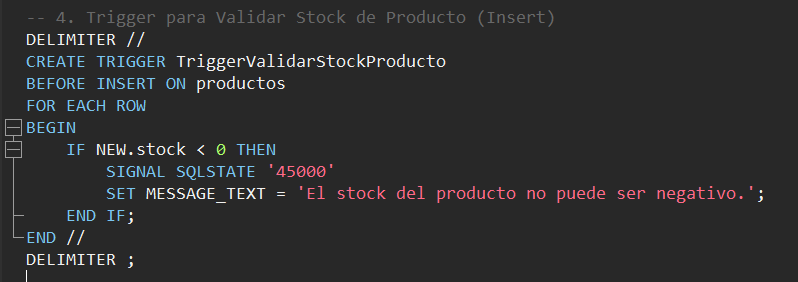 -- 4. Trigger para Validar Stock de Producto (Insert)
DELIMITER //
CREATE TRIGGER TriggerValidarStockProducto
BEFORE INSERT ON productos
FOR EACH ROW
BEGIN
    IF NEW.stock < 0 THEN
        SIGNAL SQLSTATE '45000'
        SET MESSAGE_TEXT = 'El stock del producto no puede ser negativo.';
    END IF;
END //
DELIMITER ;